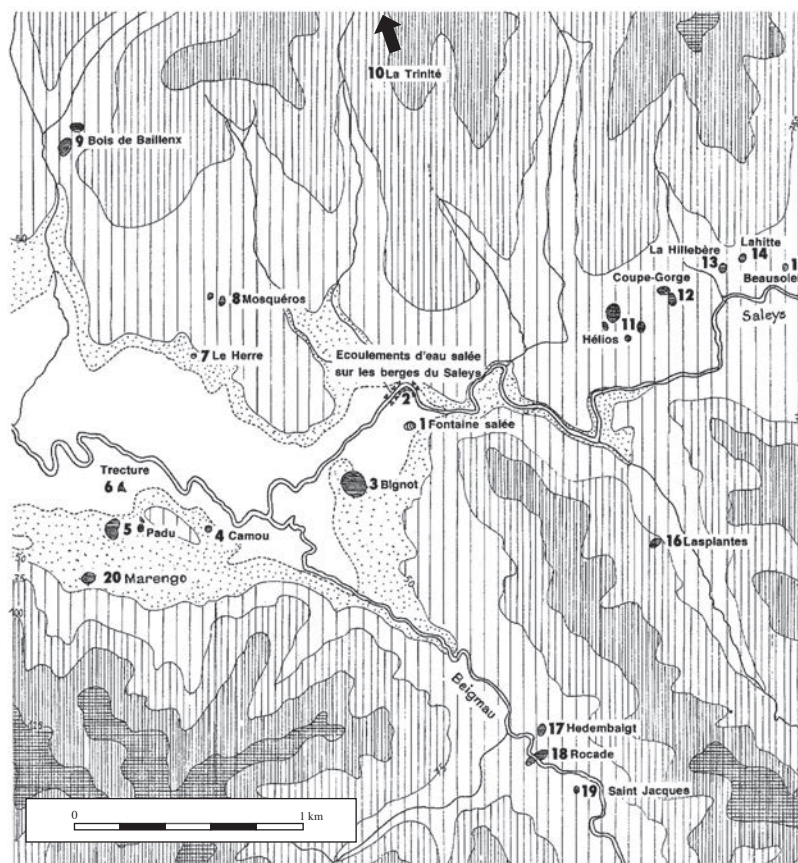 10 La Trinité
9 Bois de Baillenx
50
Lahitte
La Hillebère
14
13
Coupe-Gorge
12
Saleys
8 Mosquéros
11
Hélios
7 Le Herre
Ecoulements d'eau salée
sur les berges du Saleys
2
1 Fontaine salée
Trecture
6
3 Bignot
5
Padu
4 Camou
16 Lasplantes
50
75
20 Marengo
100
50
Beigmau
17 Hedembaigt
18 Rocade
19 Saint Jacques
75
0
1 km